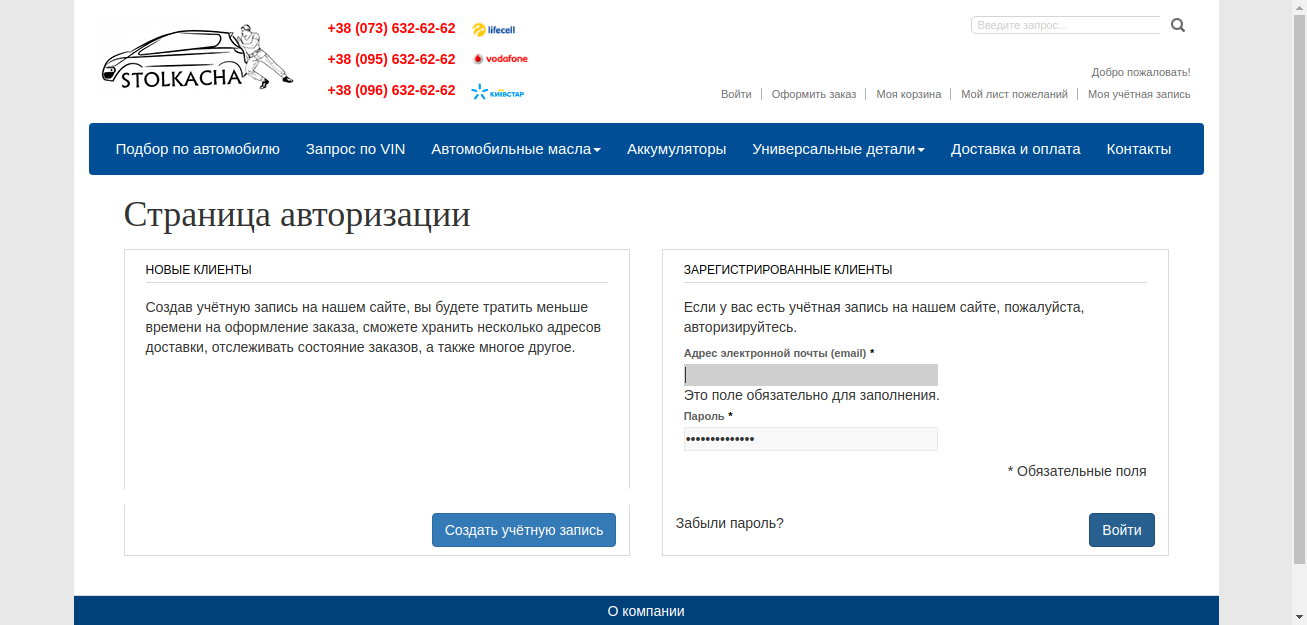 STOLKACHA
+38 (073) 632-62-62 lifecell
+38 (095) 632-62-62 vodafone
+38 (096) 632-62-62 КИЇВСТАР
Введите запрос...
Добро пожаловать!
Войти Оформить заказ Моя корзина Мой лист пожеланий Моя учётная запись
Подбор по автомобилю Запрос по VIN Автомобильные масла Аккумуляторы Универсальные детали Доставка и оплата Контакты
Страница авторизации
НОВЫЕ КЛИЕНТЫ
Создав учётную запись на нашем сайте, вы будете тратить меньше
времени на оформление заказа, сможете хранить несколько адресов
доставки, отслеживать состояние заказов, а также многое другое.
Создать учётную запись
ЗАРЕГИСТРИРОВАННЫЕ КЛИЕНТЫ
Если у вас есть учётная запись на нашем сайте, пожалуйста,
авторизируйтесь.
Адрес электронной почты (email) *
Это поле обязательно для заполнения.
Пароль *
••••••••••••••
* Обязательные поля
Забыли пароль?
Войти
О компании